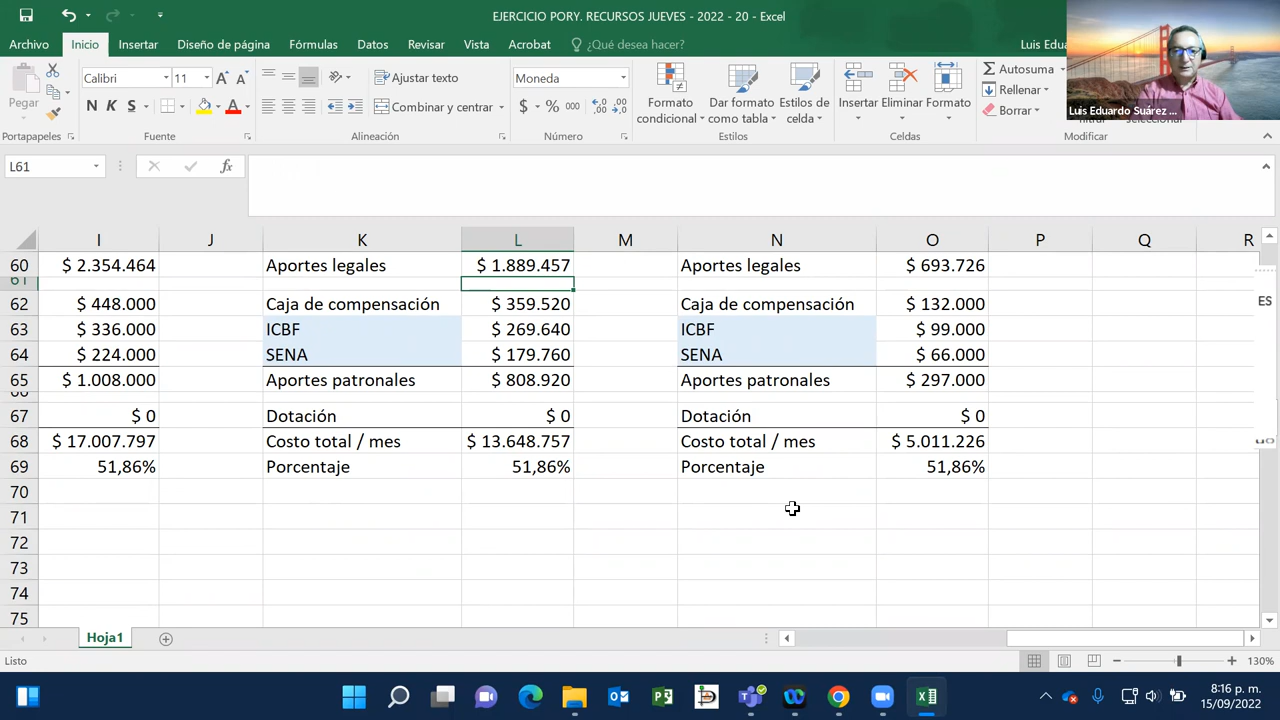 EJERCICIO PORY. RECURSOS JUEVES - 2022 - 20 - Excel
Luis Edua
Archivo Inicio Insertar Diseño de página Fórmulas Datos Revisar Vista Acrobat ¿Qué desea hacer?
Luis Eduardo Suárez ...
Pegar
Calibri 11
N K S
Ajustar texto
Combinar y centrar
Moneda
$ % 000
Formato condicional
Dar formato como tabla
Estilos de celda
Insertar Eliminar Formato
Autosuma
Rellenar
Borrar
Portapapeles Fuente Alineación Número Estilos Celdas Modificar
L61
fx
I J K L M N O P Q R
60 $ 2.354.464 Aportes legales $ 1.889.457 Aportes legales $ 693.726
61
62 $ 448.000 Caja de compensación $ 359.520 Caja de compensación $ 132.000
ES
63 $ 336.000 ICBF $ 269.640 ICBF $ 99.000
64 $ 224.000 SENA $ 179.760 SENA $ 66.000
65 $ 1.008.000 Aportes patronales $ 808.920 Aportes patronales $ 297.000
66
67 $ 0 Dotación $ 0 Dotación $ 0
68 $ 17.007.797 Costo total / mes $ 13.648.757 Costo total / mes $ 5.011.226
69 51,86% Porcentaje 51,86% Porcentaje 51,86%
70
71
72
73
74
75
Hoja1
Listo
130%
8:16 p. m.
15/09/2022